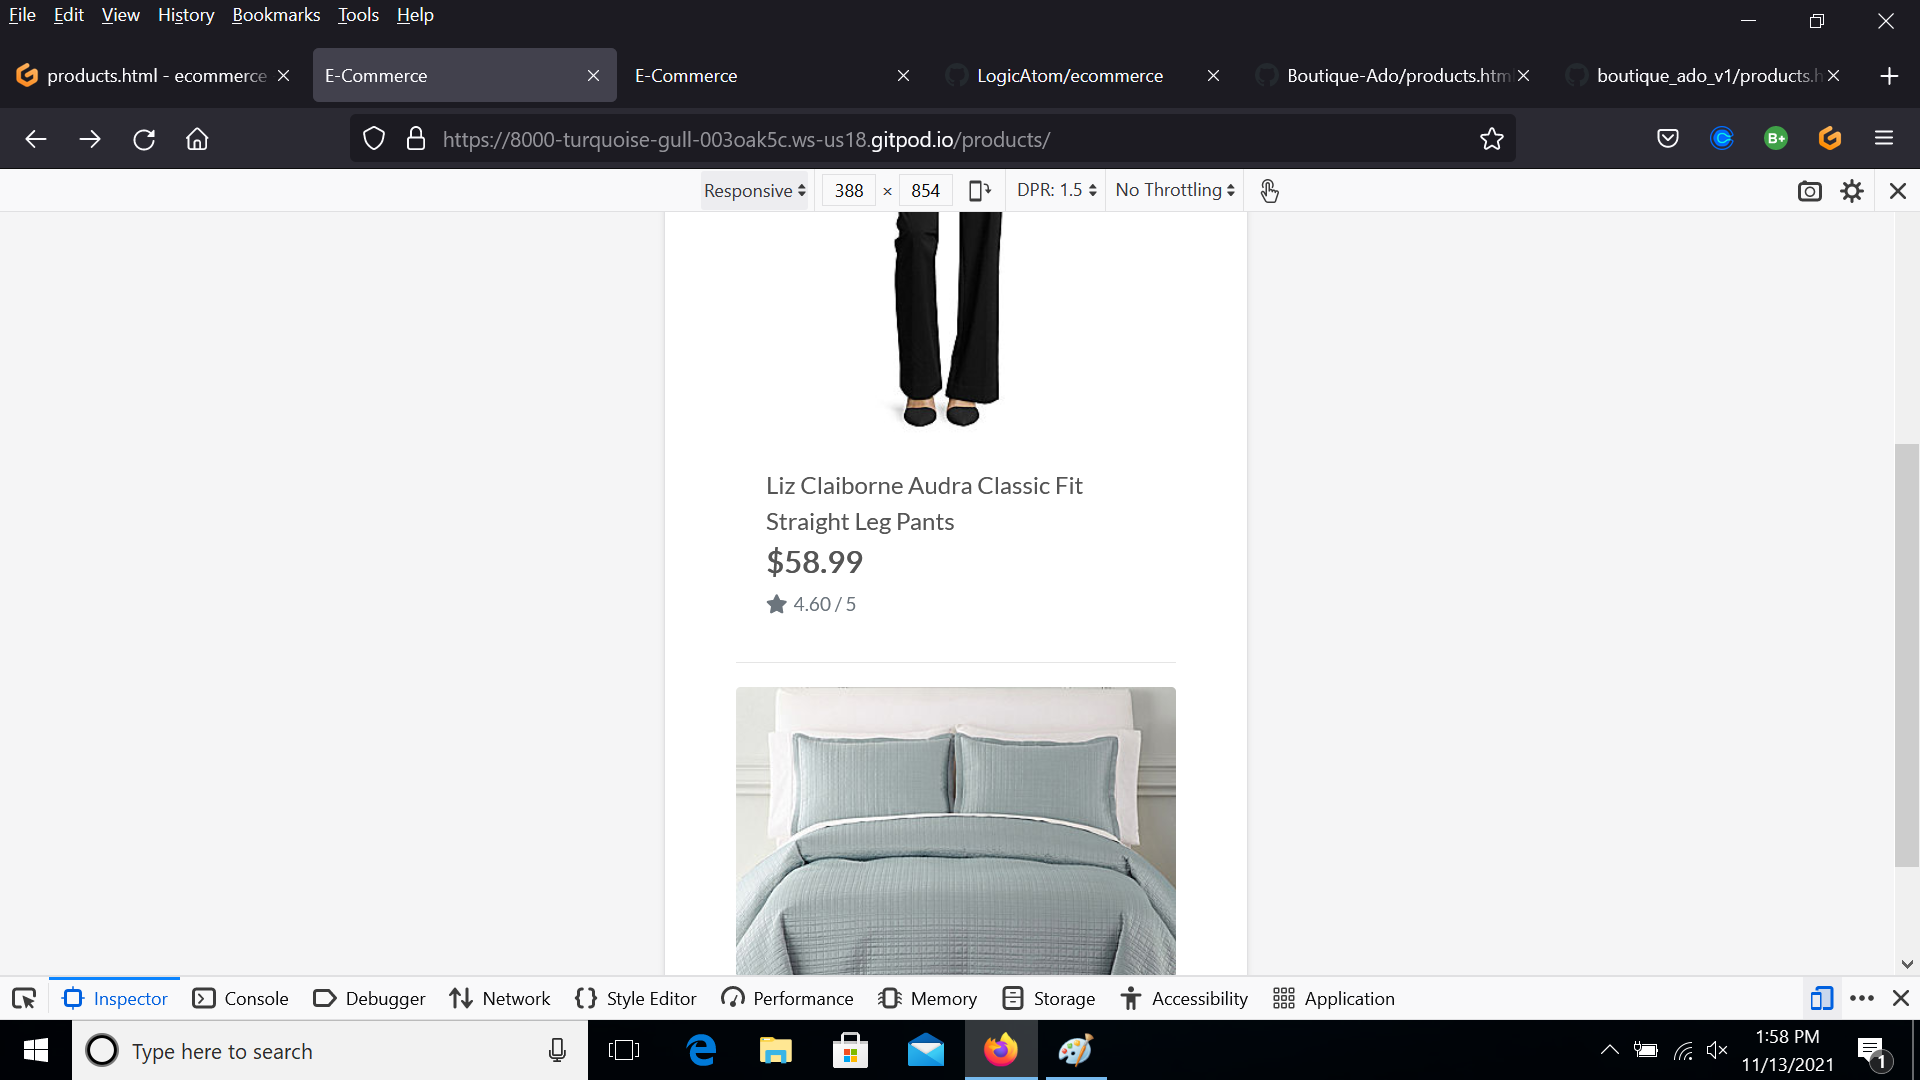 File Edit View History Bookmarks Tools Help
products.html - ecommerce
E-Commerce
E-Commerce
LogicAtom/ecommerce
Boutique-Ado/products.htm
boutique_ado_v1/products.h
https://8000-turquoise-gull-003oak5c.ws-us18.gitpod.io/products/
B+
Responsive 388 × 854 DPR: 1.5 No Throttling
Liz Claiborne Audra Classic Fit
Straight Leg Pants
$58.99
4.60 / 5
Inspector Console Debugger Network Style Editor Performance Memory Storage Accessibility Application
Type here to search
1:58 PM
11/13/2021
1